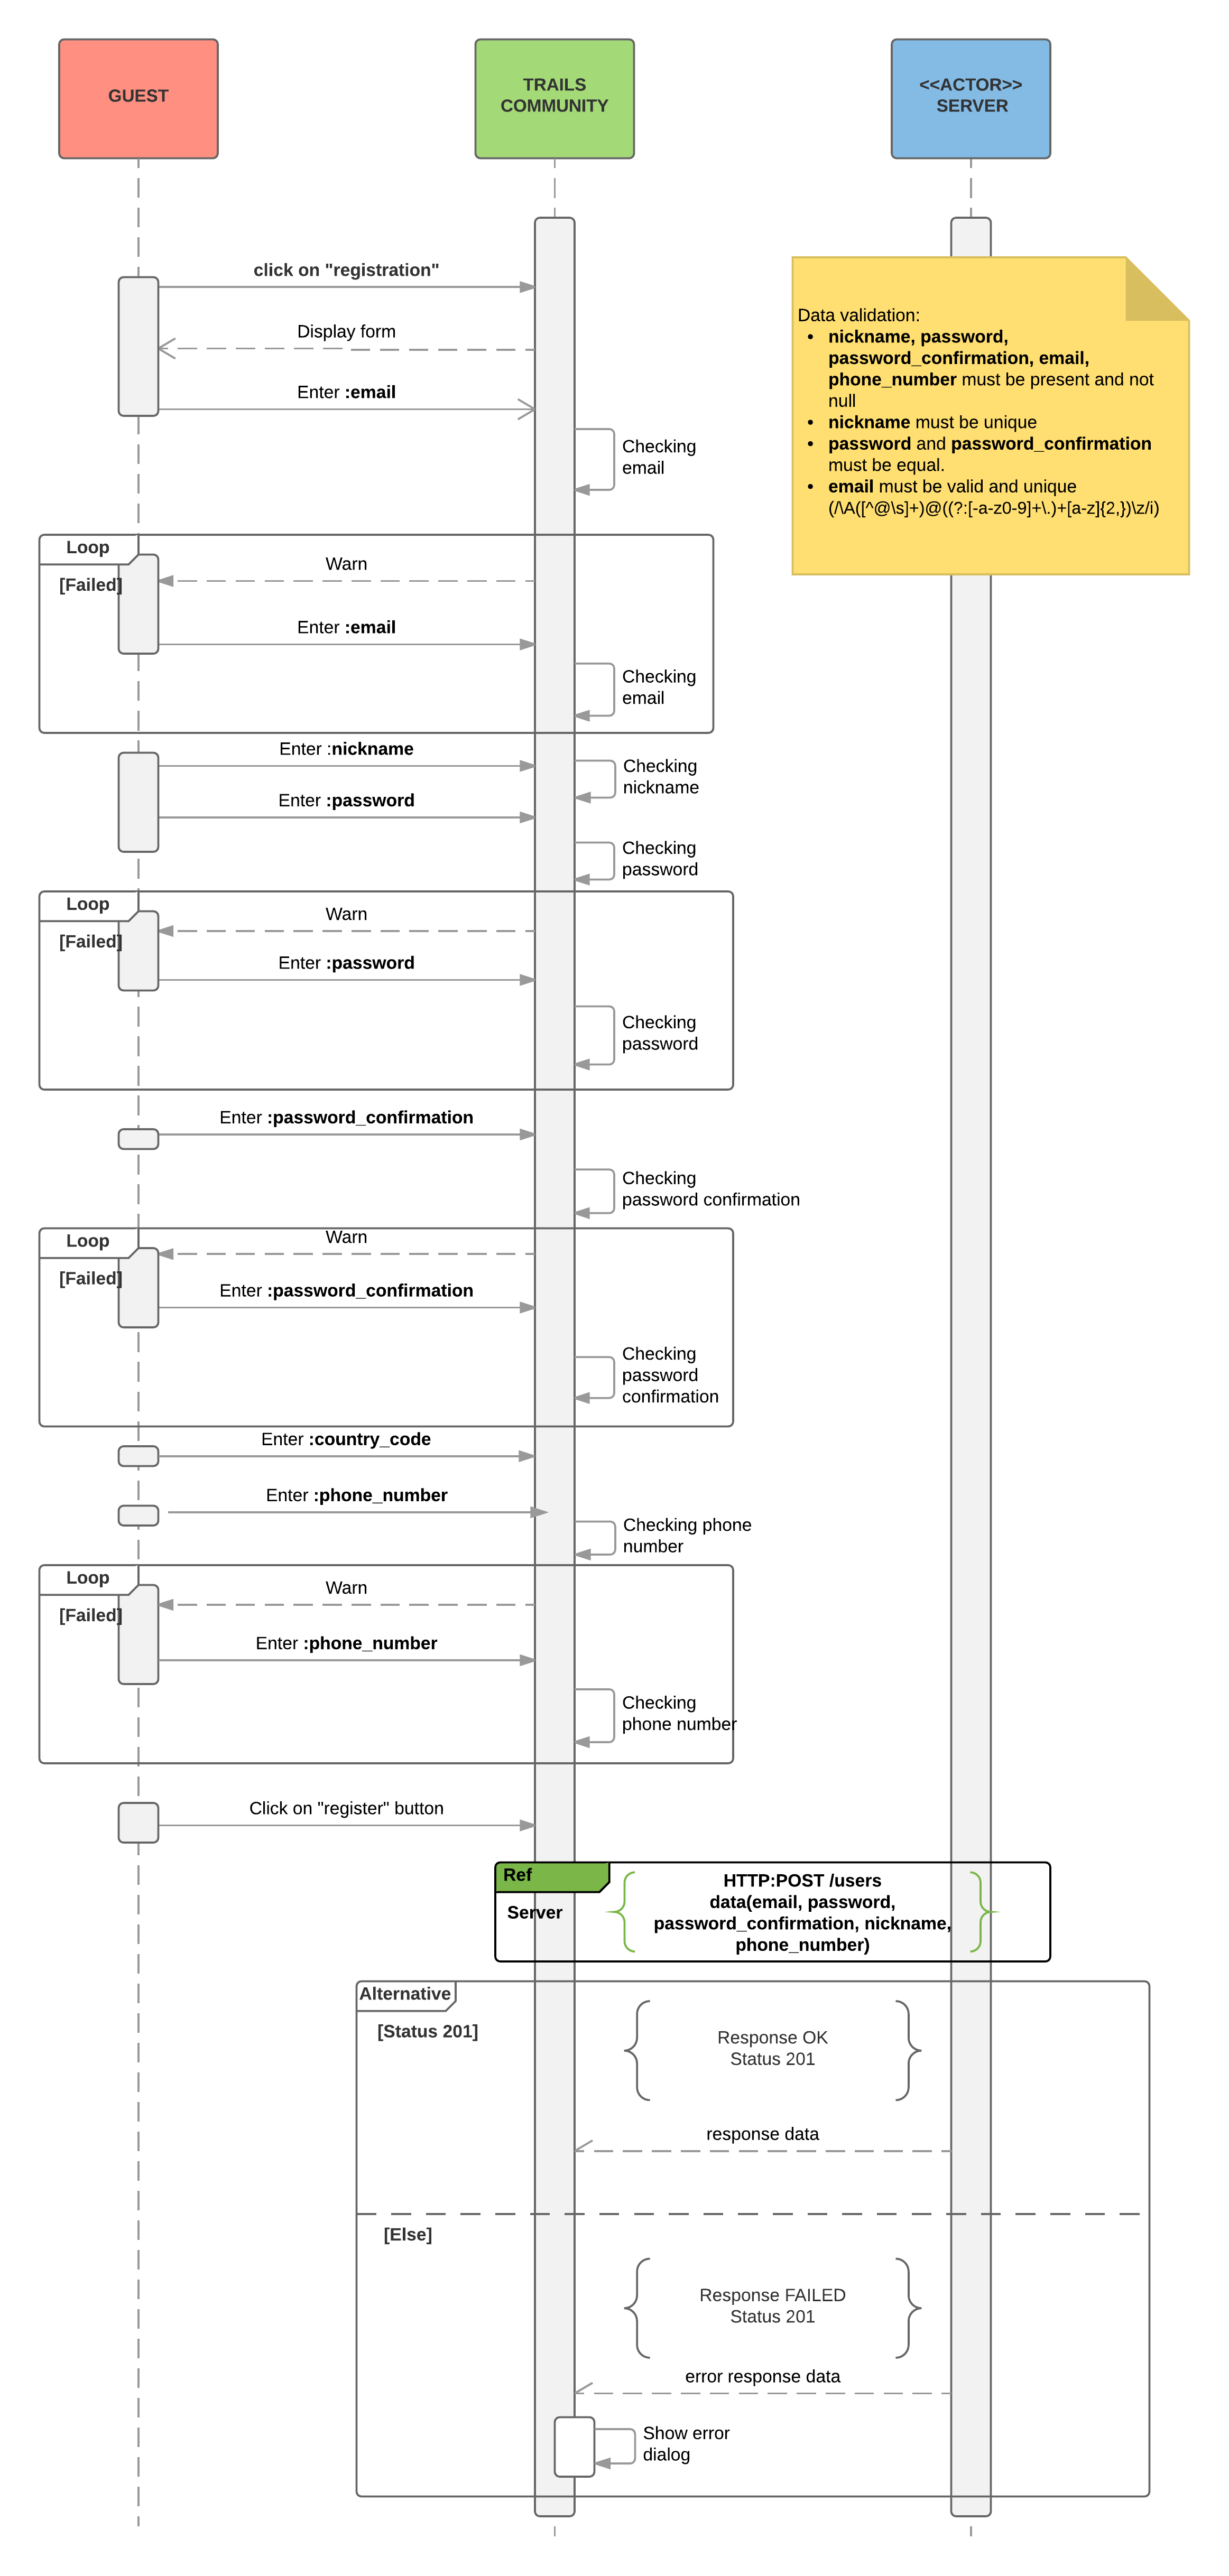 GUEST
TRAILS
COMMUNITY
<<ACTOR>>
SERVER
click on "registration"
Display form
Enter :email
Checking
email
Data validation:
• nickname, password,
password_confirmation, email,
phone_number must be present and not
null
• nickname must be unique
• password and password_confirmation
must be equal.
• email must be valid and unique
(/\A([^@\s]+)@((?:[-a-z0-9]+\.)+[a-z]{2,})\z/i)
Loop
[Failed]
Warn
Enter :email
Checking
email
Enter :nickname
Checking
nickname
Enter :password
Checking
password
Loop
[Failed]
Warn
Enter :password
Checking
password
Enter :password_confirmation
Checking
password confirmation
Loop
[Failed]
Warn
Enter :password_confirmation
Checking
password
confirmation
Enter :country_code
Enter :phone_number
Checking phone
number
Loop
[Failed]
Warn
Enter :phone_number
Checking
phone number
Click on "register" button
Ref
Server
HTTP:POST /users
data(email, password,
password_confirmation, nickname,
phone_number)
Alternative
[Status 201]
Response OK
Status 201
response data
[Else]
Response FAILED
Status 201
error response data
Show error
dialog